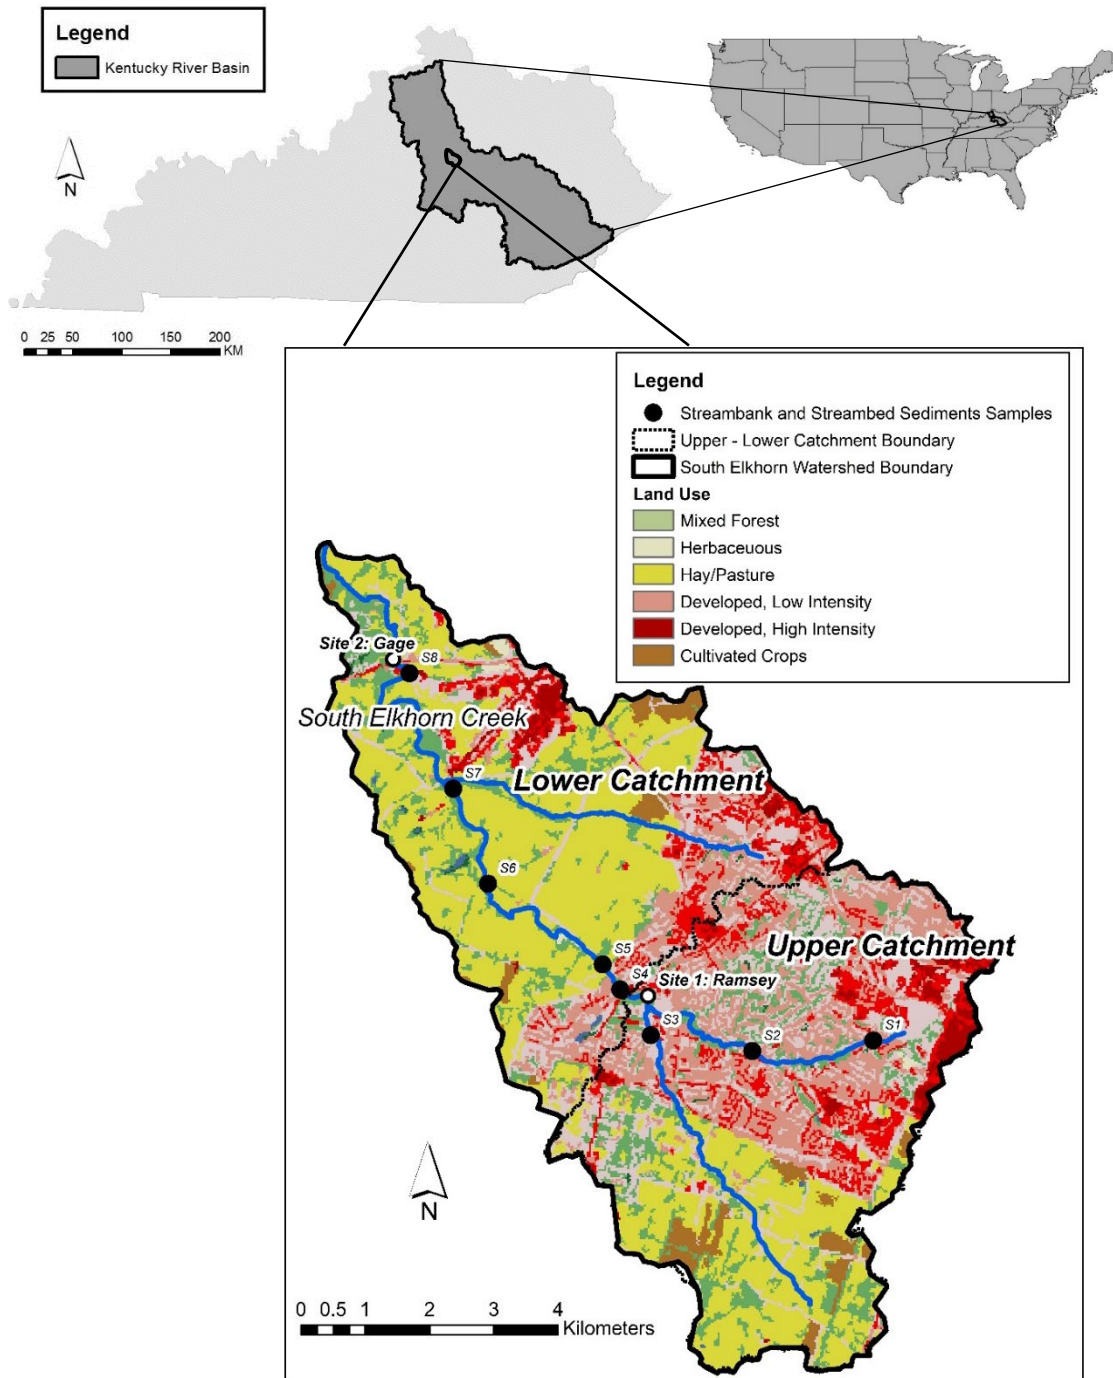 Legend
Kentucky River Basin
N
0 25 50 100 150 200
KM
Legend
Streambank and Streambed Sediments Samples
Upper - Lower Catchment Boundary
South Elkhorn Watershed Boundary
Land Use
Mixed Forest
Herbaceuous
Hay/Pasture
Developed, Low Intensity
Developed, High Intensity
Cultivated Crops
Site 2: Gage
S8
South Elkhorn Creek
S7
Lower Catchment
S6
Upper Catchment
S5
S4
Site 1: Ramsey
S3
S2
S1
N
0 0.5 1 2 3 4
Kilometers